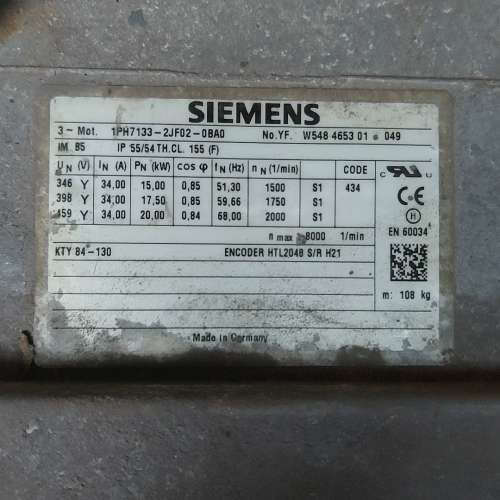 SIEMENS
3~ Mot. 1PH7133-2JF02-0BA0 No.YF. W548 4653 01 049
IM B5 IP 55/54 TH.CL. 155 (F)
UN (V) IN (A) PN (kW) cos φ fN (Hz) nN (1/min) CODE
346 Y 34,00 15,00 0,85 51,30 1500 S1 434
398 Y 34,00 17,50 0,85 59,66 1750 S1
459 Y 34,00 20,00 0,84 68,00 2000 S1
n max 8000 1/min
KTY 84-130 ENCODER HTL2048 S/R H21
c RU us
CE
H
EN 60034
m: 108 kg
Made in Germany